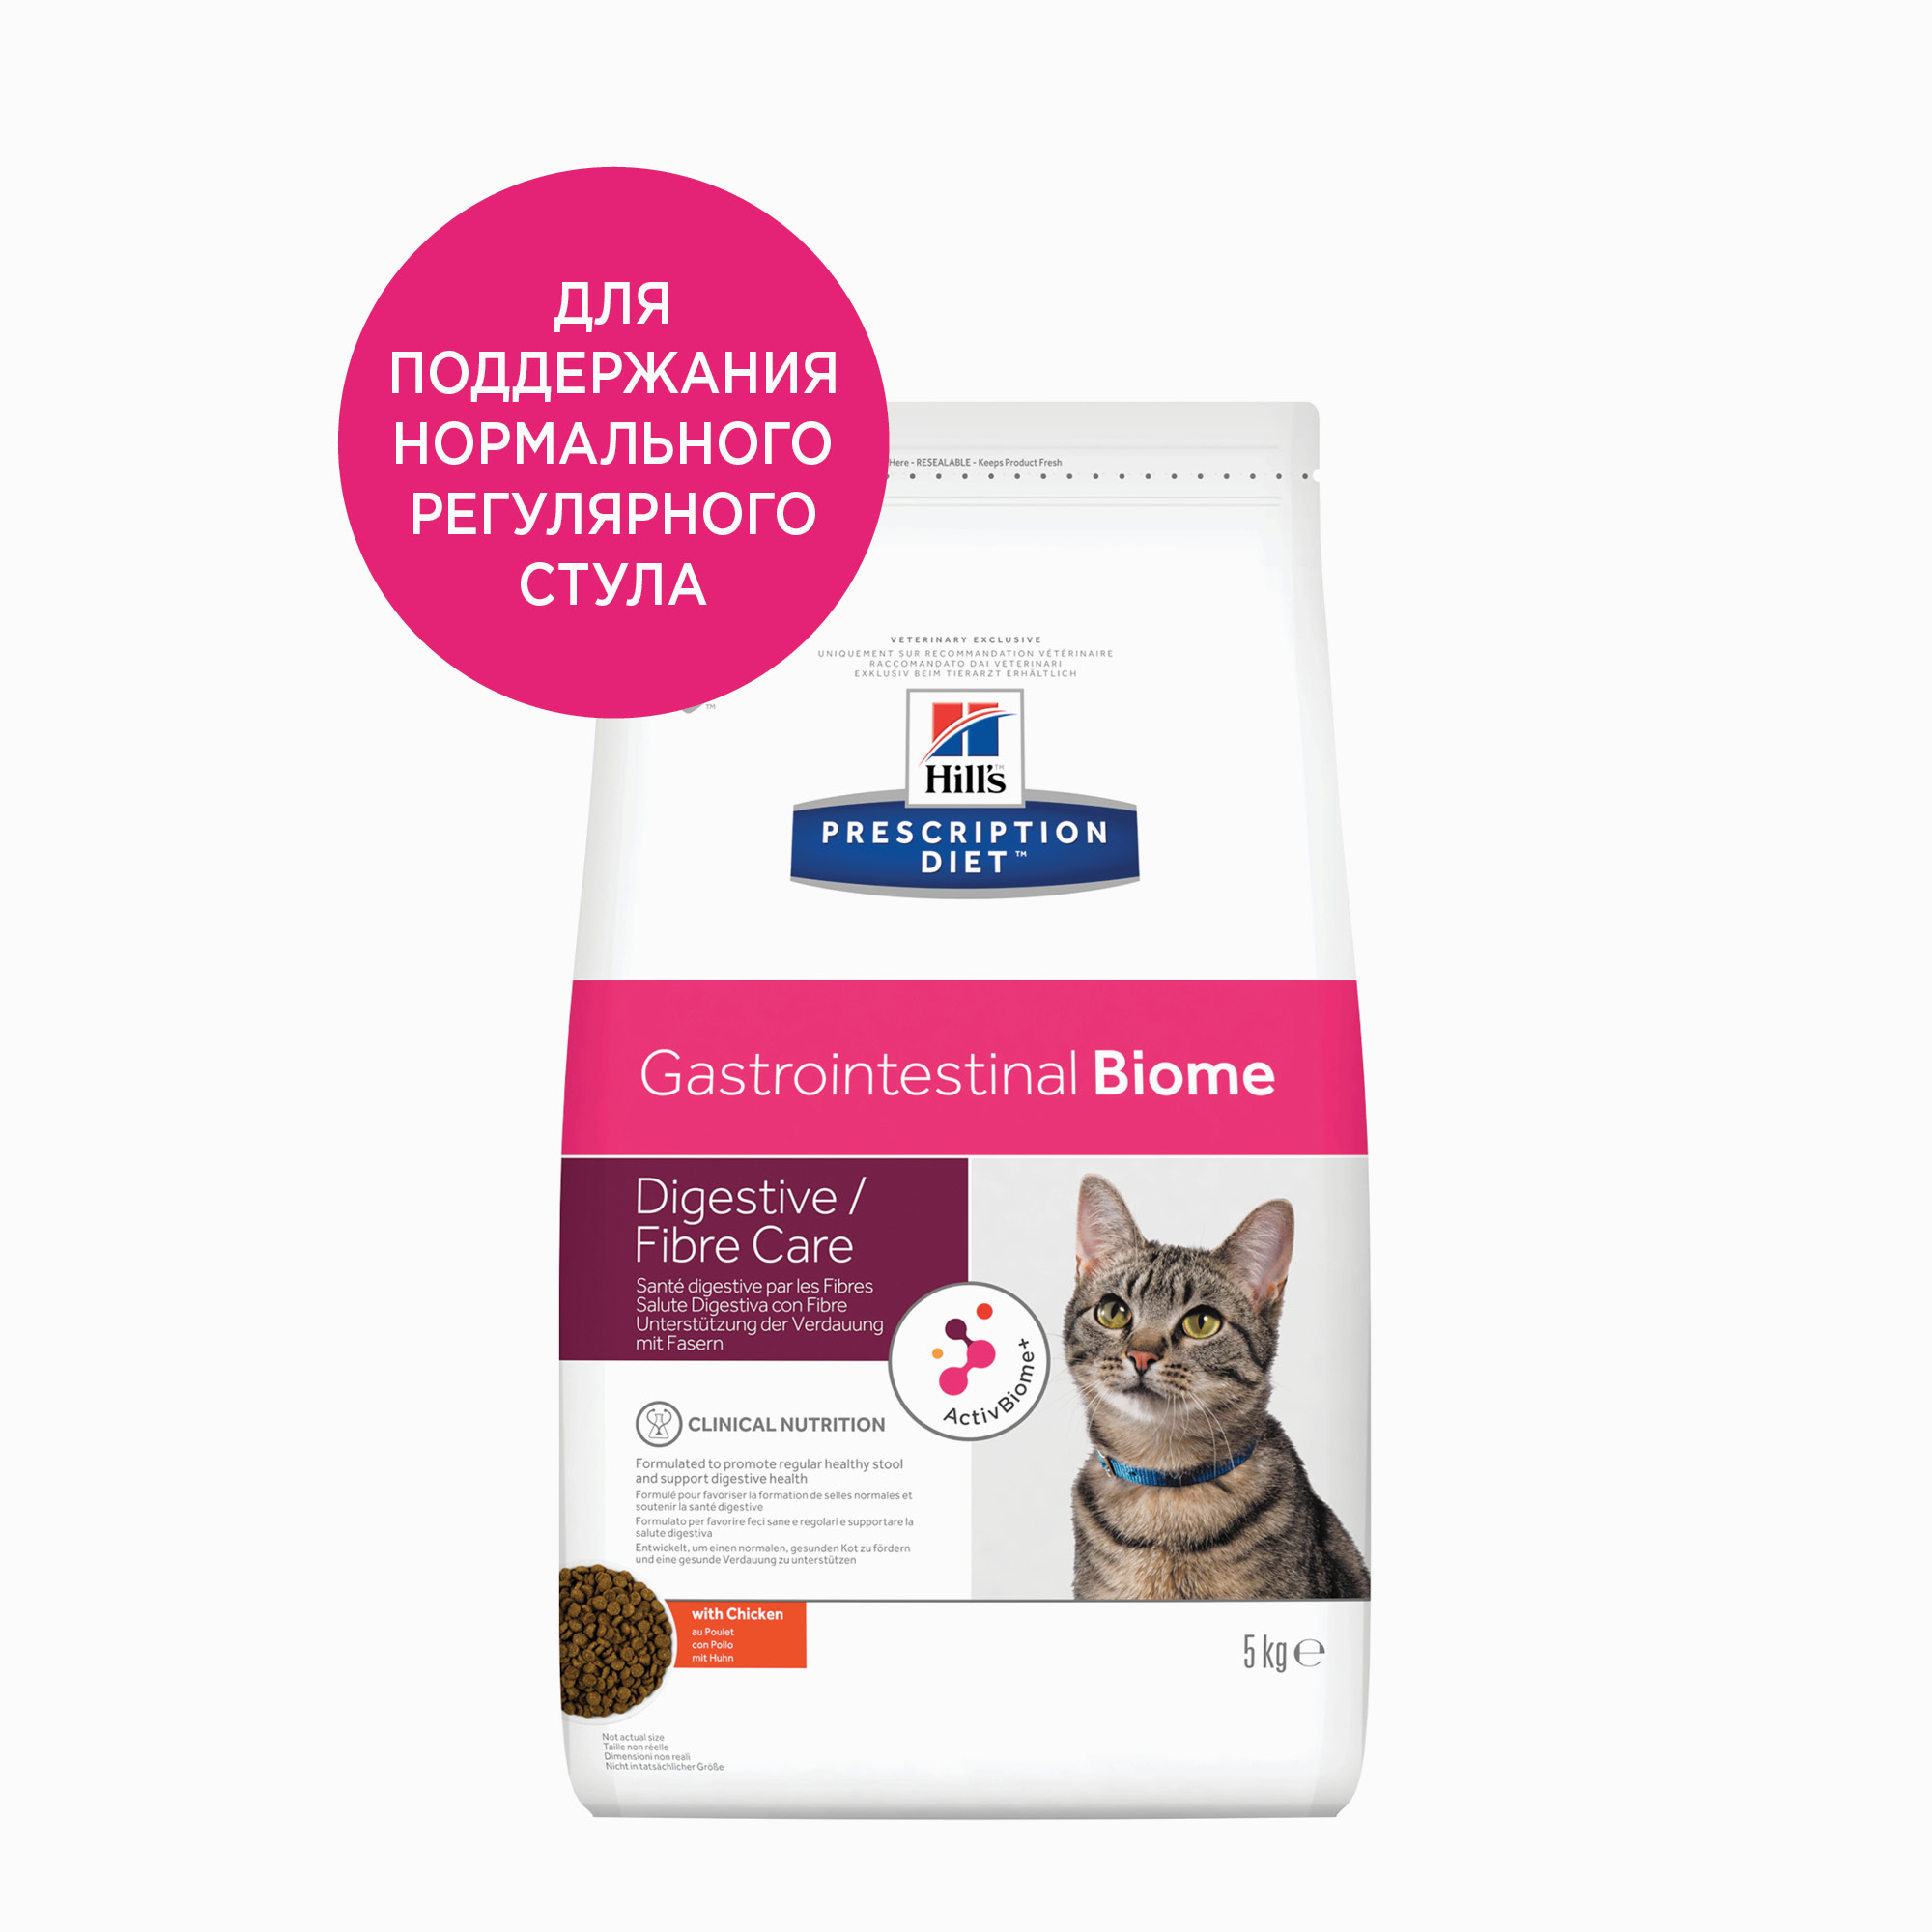 ДЛЯ
ПОДДЕРЖАНИЯ
НОРМАЛЬНОГО
РЕГУЛЯРНОГО
СТУЛА
Here - RESEALABLE - Keeps Product Fresh
VETERINARY EXCLUSIVE
UNIQUEMENT SUR RECOMMANDATION VÉTÉRINAIRE
RACCOMANDATO DAI VETERINARI
EXKLUSIV BEIM TIERARZT ERHÄLTLICH
TM
Hill's™
PRESCRIPTION
DIET™
Gastrointestinal Biome
Digestive /
Fibre Care
Santé digestive par les Fibres
Salute Digestiva con Fibre
Unterstützung der Verdauung
mit Fasern
ActivBiome+
CLINICAL NUTRITION
Formulated to promote regular healthy stool
and support digestive health
Formulé pour favoriser la formation de selles normales et
soutenir la santé digestive
Formulato per favorire feci sane e regolari e supportare la
salute digestiva
Entwickelt, um einen normalen, gesunden Kot zu fördern
und eine gesunde Verdauung zu unterstützen
with Chicken
au Poulet
con Pollo
mit Huhn
5 kg ℮
Not actual size
Taille non réelle
Dimensioni non reali
Nicht in tatsächlicher Größe